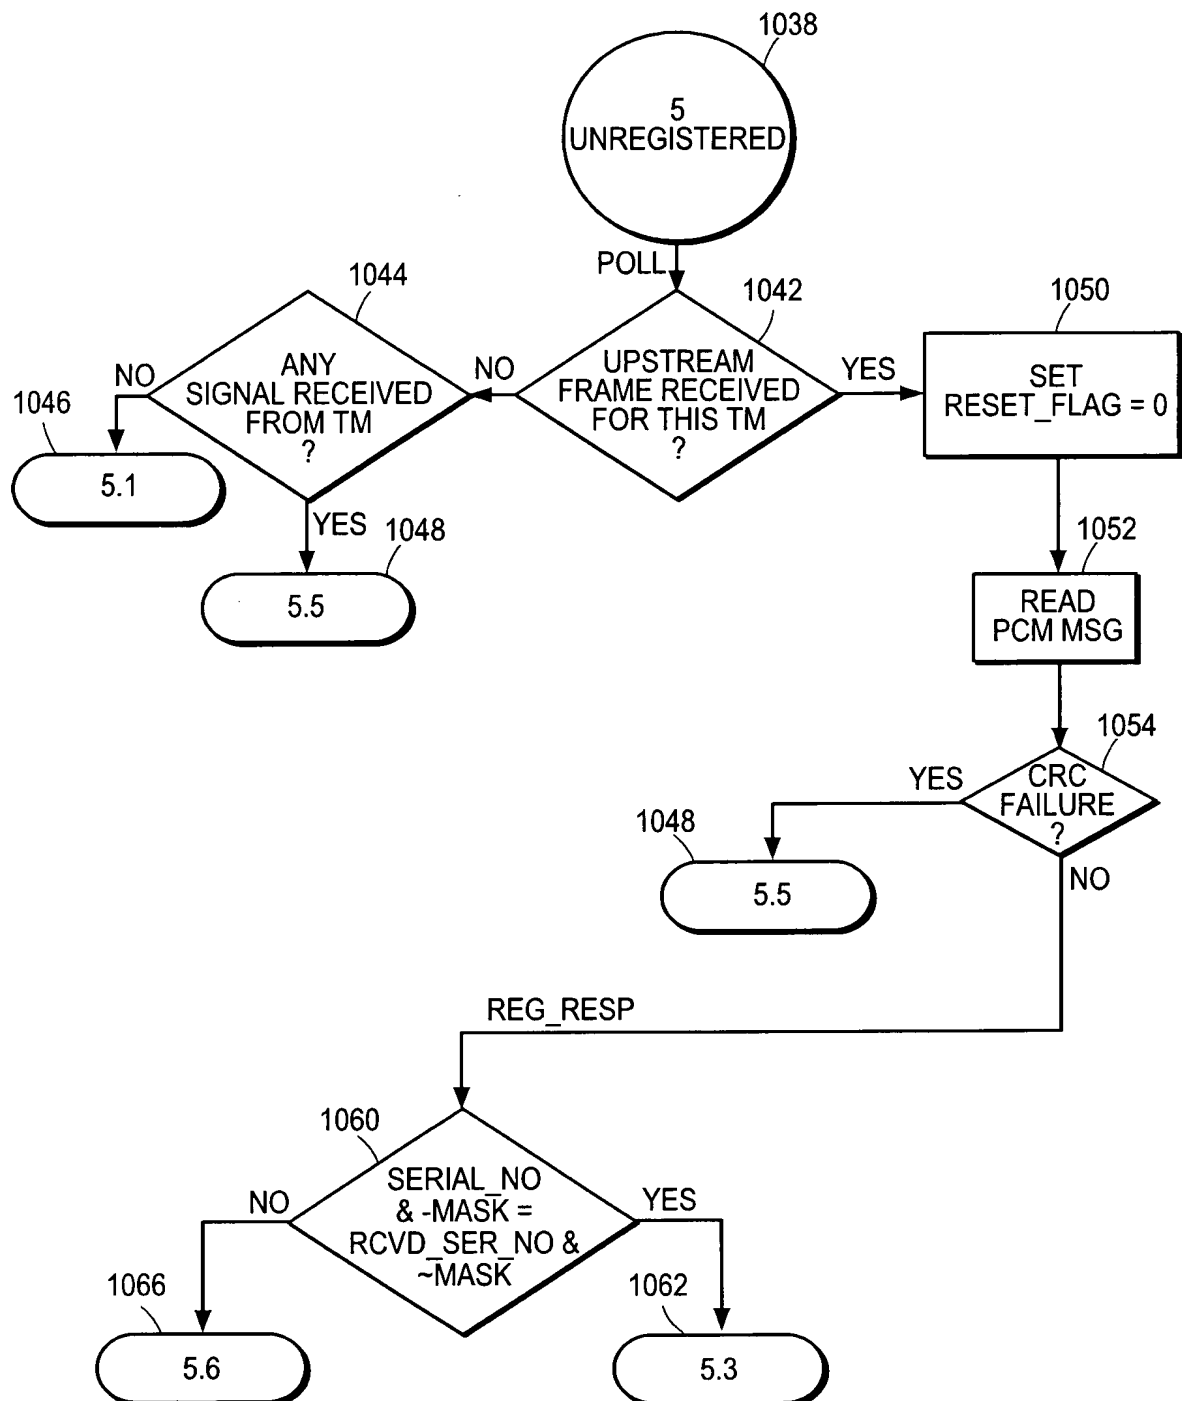 1038
5
UNREGISTERED
POLL
1044
1042
1050
ANY
SIGNAL RECEIVED
FROM TM
?
NO
NO
UPSTREAM
FRAME RECEIVED
FOR THIS TM
?
YES
SET
RESET_FLAG = 0
1046
5.1
YES
1048
5.5
1052
READ
PCM MSG
1054
CRC
FAILURE
?
YES
1048
5.5
NO
REG_RESP
1060
SERIAL_NO
& -MASK =
RCVD_SER_NO &
~MASK
NO
YES
1066
5.6
1062
5.3